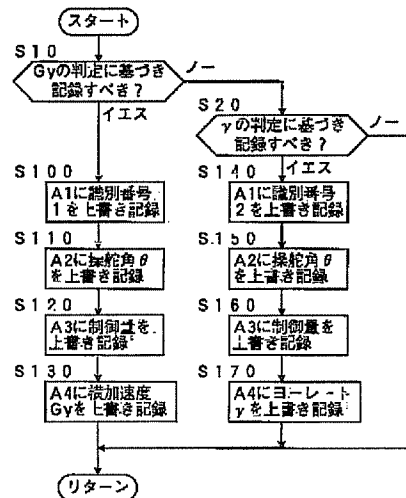 スタート
S10
Gyの判定に基づき
記録すべき?
ノー
イエス
S20
γの判定に基づき
記録すべき?
ノー
イエス
S100
A1に識別番号
1を上書き記録
S110
A2に操舵角θ
を上書き記録
S120
A3に制御量を
上書き記録
S130
A4に横加速度
Gyを上書き記録
S140
A1に識別番号
2を上書き記録
S150
A2に操舵角θ
を上書き記録
S160
A3に制御量を
上書き記録
S170
A4にヨーレート
γを上書き記録
リターン